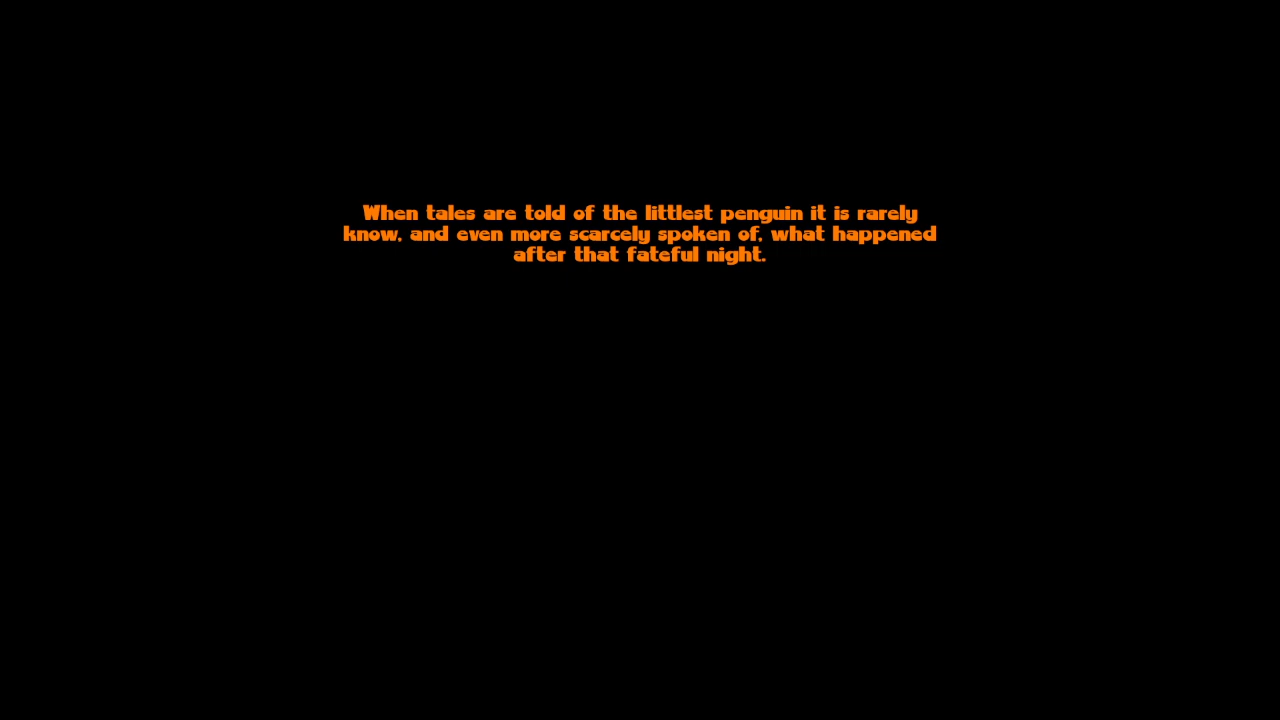 When tales are told of the littlest penguin it is rarely
know, and even more scarcely spoken of, what happened
after that fateful night.